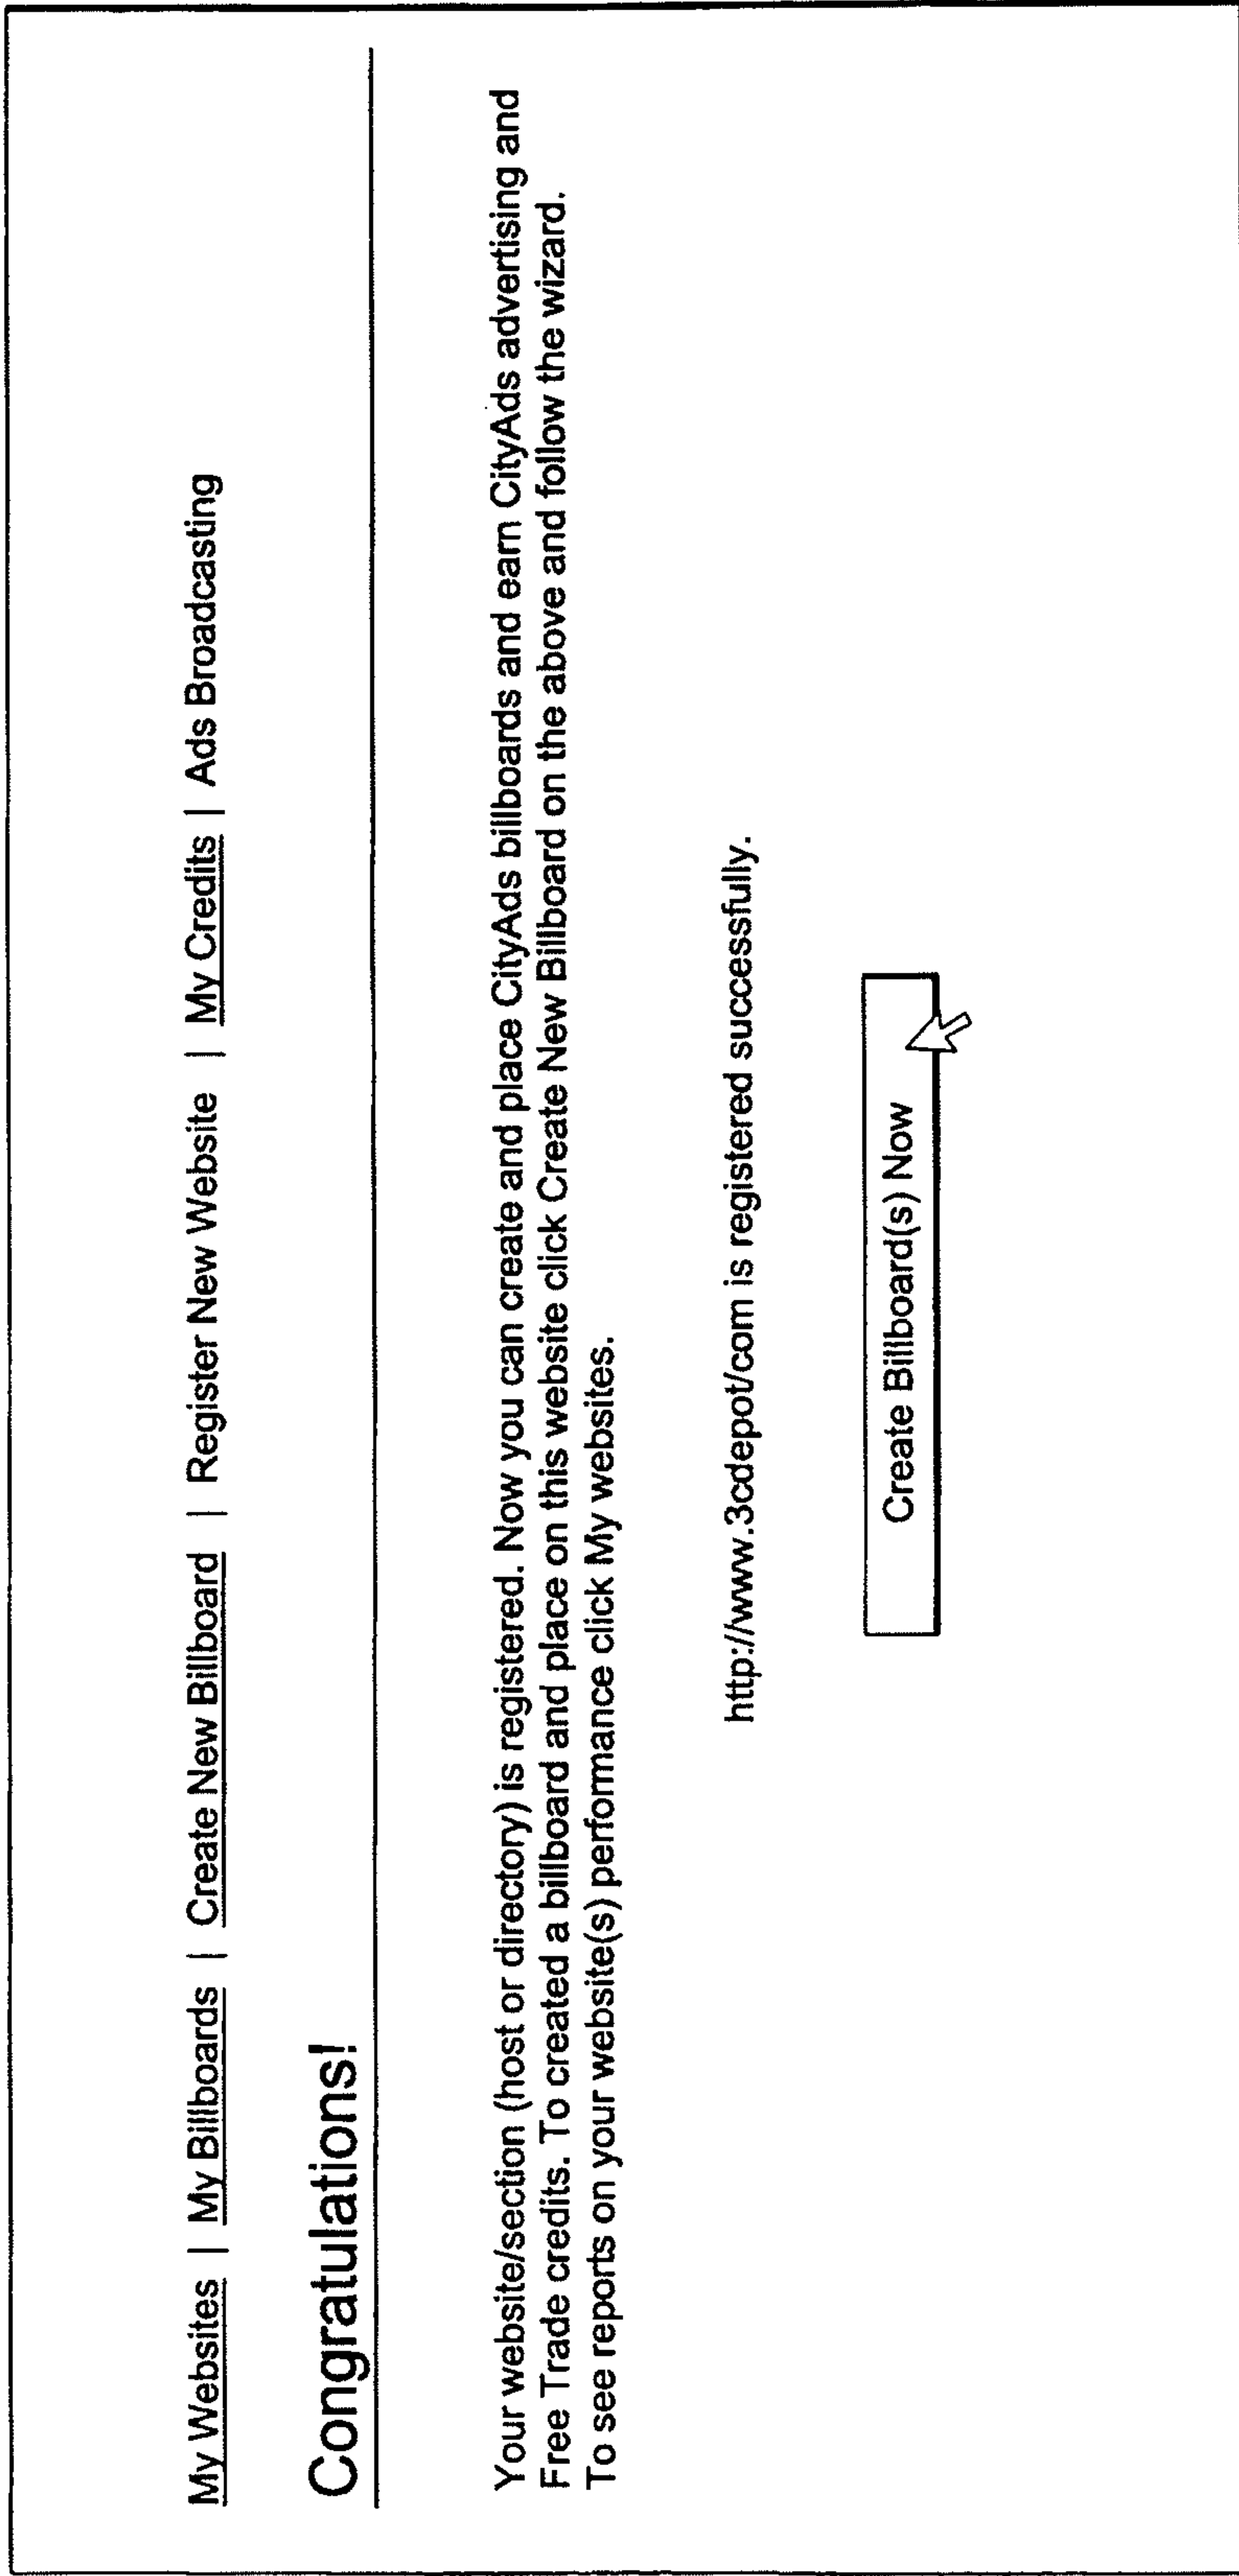 My Websites | My Billboards | Create New Billboard | Register New Website | My Credits | Ads Broadcasting
Congratulations!
Your website/section (host or directory) is registered. Now you can create and place CityAds billboards and earn CityAds advertising and
Free Trade credits. To created a billboard and place on this website click Create New Billboard on the above and follow the wizard.
To see reports on your website(s) performance click My websites.
http://www.3cdepot/com is registered successfully.
Create Billboard(s) Now